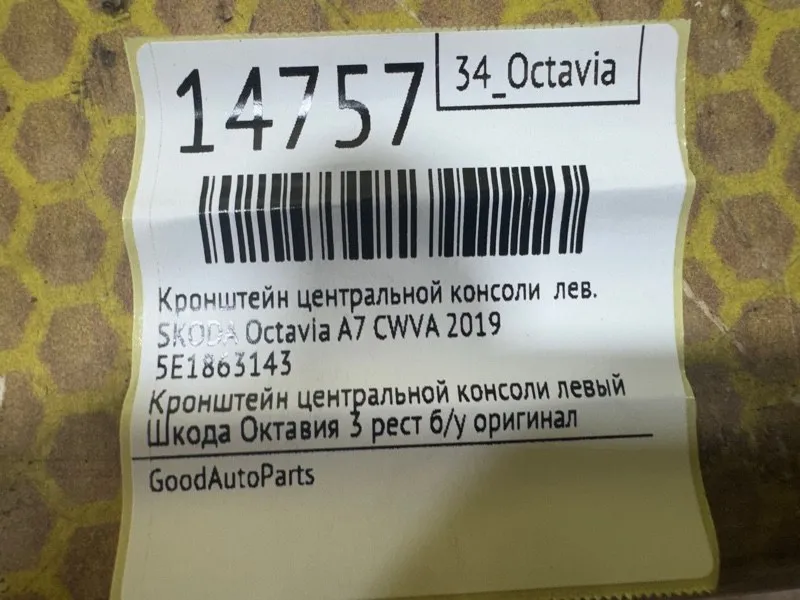 14757
34_Octavia
Кронштейн центральной консоли лев.
SKODA Octavia A7 CWVA 2019
5E1863143
Кронштейн центральной консоли левый
Шкода Октавия 3 рест б/у оригинал
GoodAutoParts